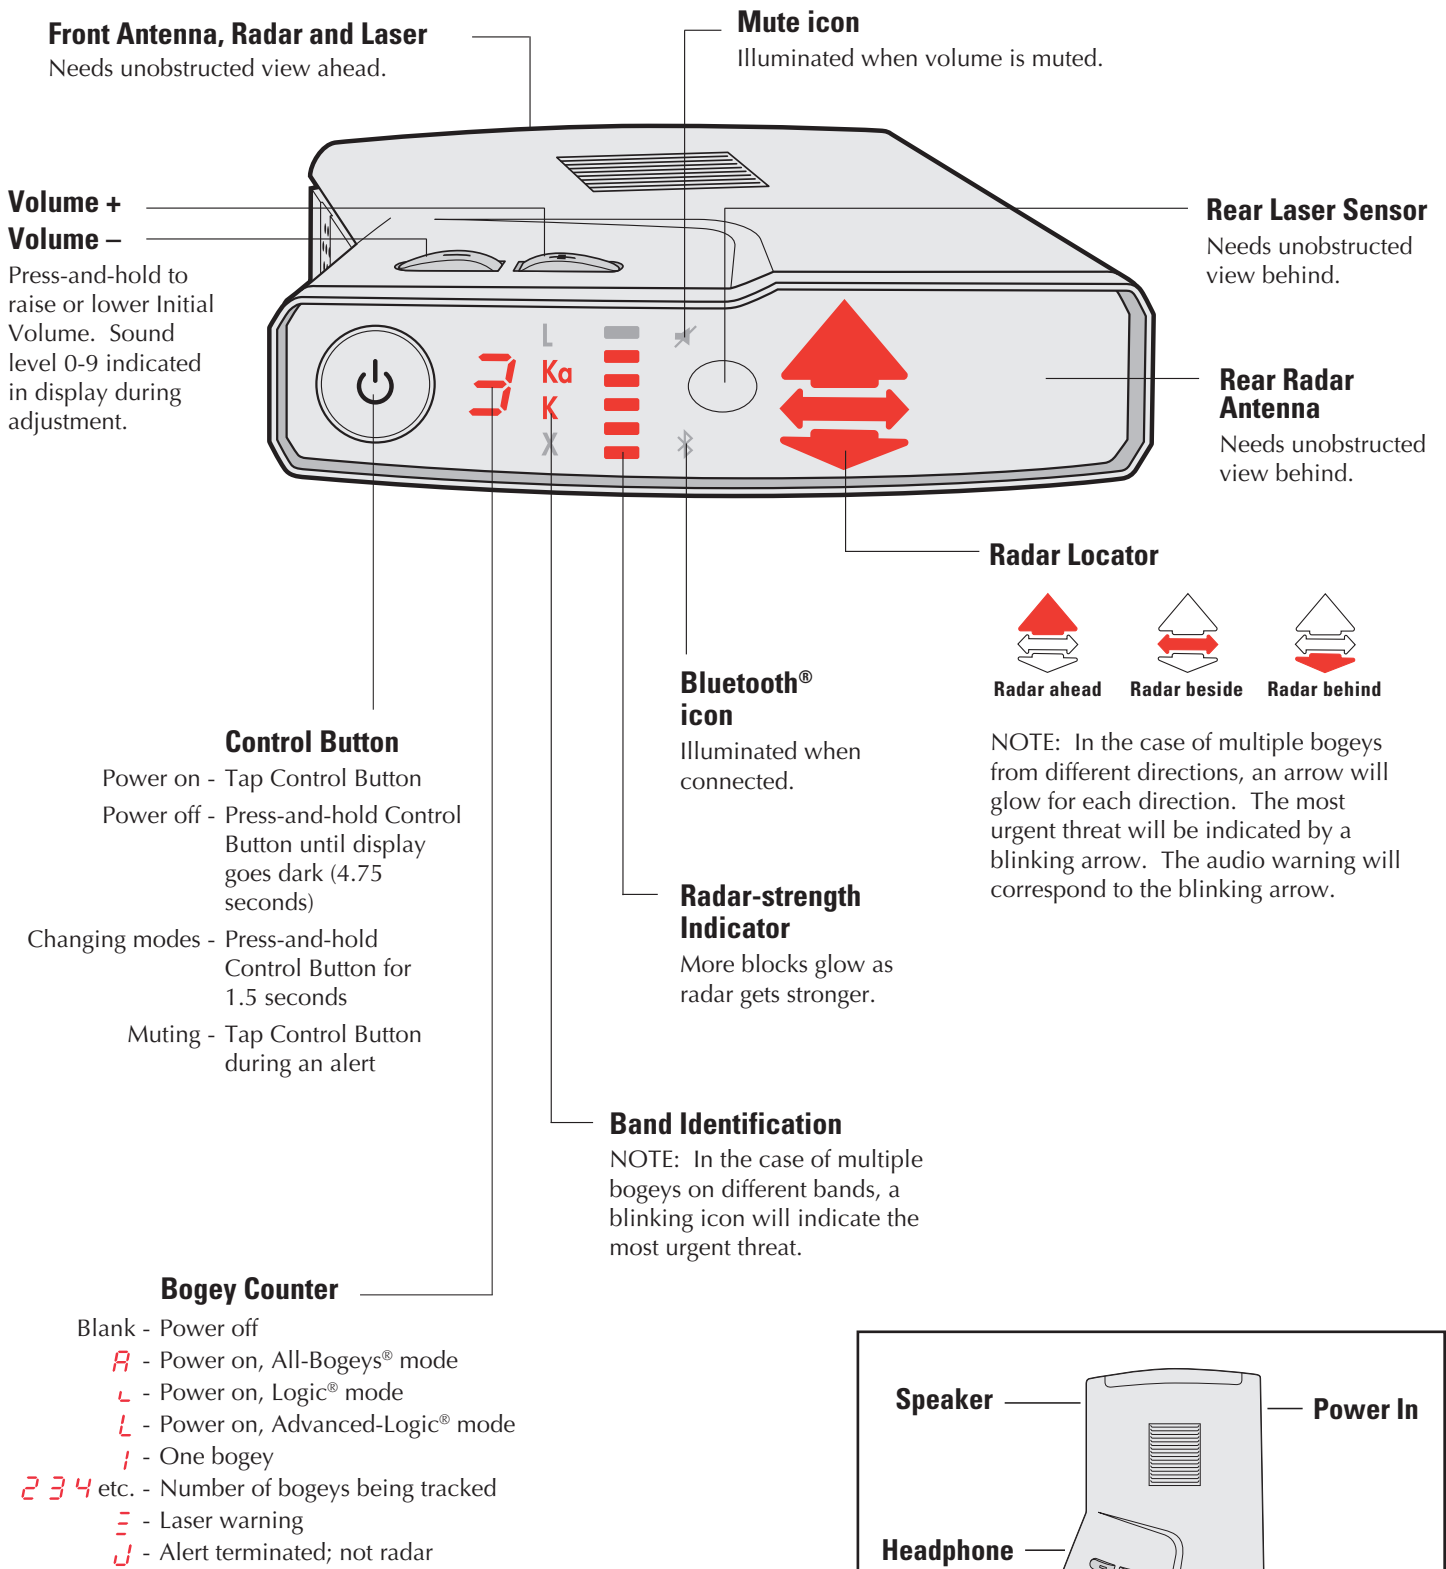 Front Antenna, Radar and Laser
Needs unobstructed view ahead.
Mute icon
Illuminated when volume is muted.
Volume +
Volume –
Press-and-hold to
raise or lower Initial
Volume.  Sound
level 0-9 indicated
in display during
adjustment.
Rear Laser Sensor
Needs unobstructed
view behind.
Rear Radar
Antenna
Needs unobstructed
view behind.
3
L
Ka
K
X
Radar Locator
Radar ahead
Radar beside
Radar behind
NOTE:  In the case of multiple bogeys
from different directions, an arrow will
glow for each direction.  The most
urgent threat will be indicated by a
blinking arrow.  The audio warning will
correspond to the blinking arrow.
Bluetooth®
icon
Illuminated when
connected.
Control Button
Power on - Tap Control Button
Power off - Press-and-hold Control
Button until display
goes dark (4.75
seconds)
Changing modes - Press-and-hold
Control Button for
1.5 seconds
Muting - Tap Control Button
during an alert
Radar-strength
Indicator
More blocks glow as
radar gets stronger.
Band Identification
NOTE:  In the case of multiple
bogeys on different bands, a
blinking icon will indicate the
most urgent threat.
Bogey Counter
Blank - Power off
A - Power on, All-Bogeys® mode
L - Power on, Logic® mode
L - Power on, Advanced-Logic® mode
1 - One bogey
2 3 4 etc. - Number of bogeys being tracked
- Laser warning
J - Alert terminated; not radar
Speaker
Power In
Headphone